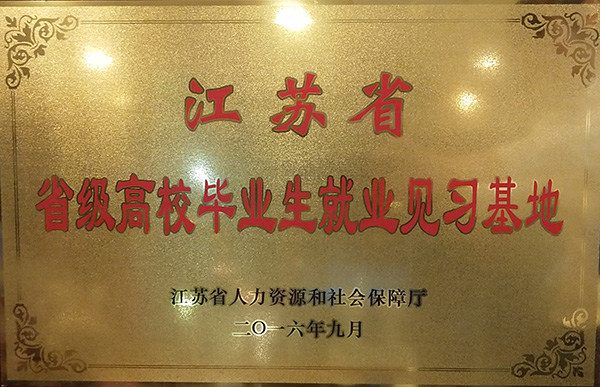 江苏省
省级高校毕业生就业见习基地
江苏省人力资源和社会保障厅
二〇一六年九月